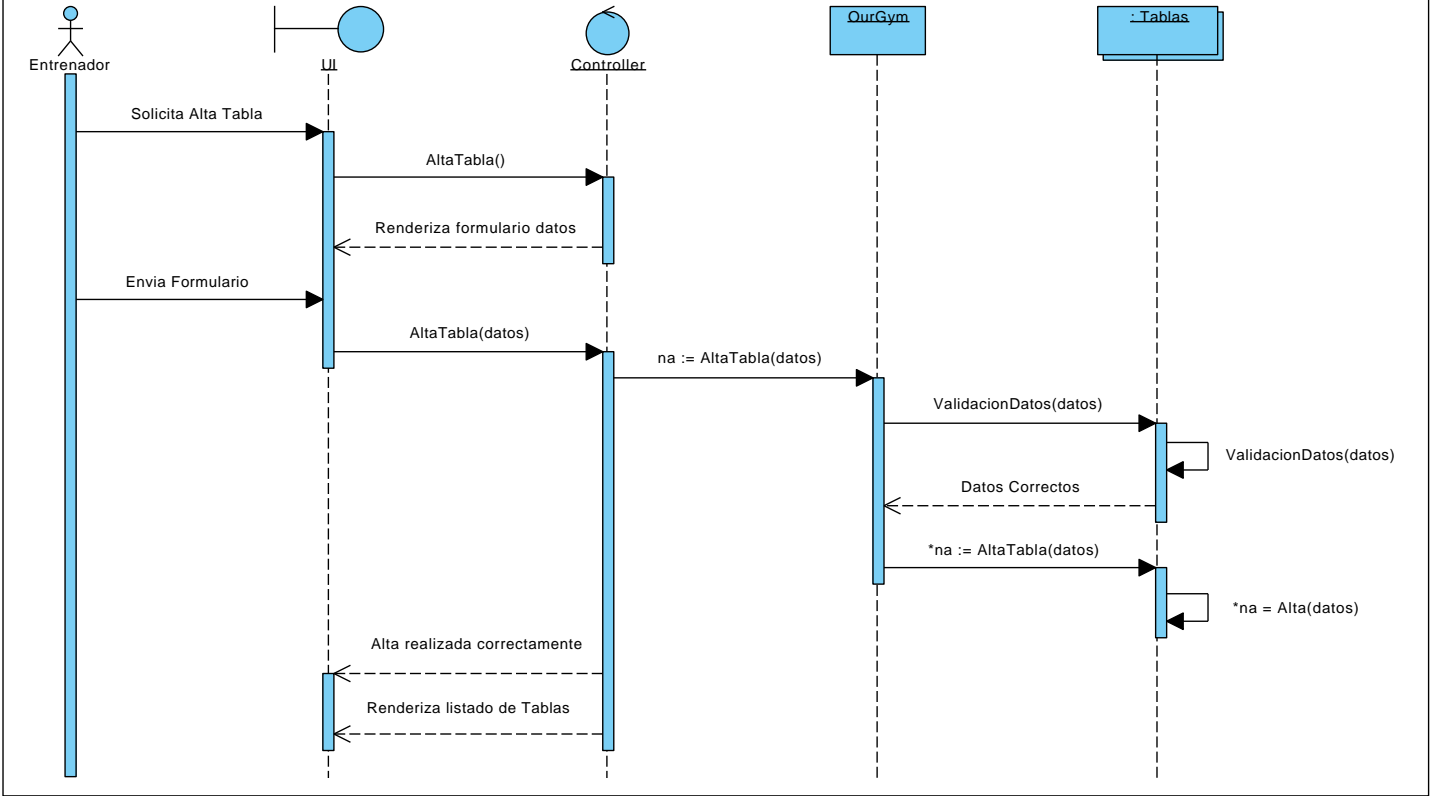 OurGym
: Tablas
Entrenador
UI
Controller
Solicita Alta Tabla
AltaTabla()
Renderiza formulario datos
Envia Formulario
AltaTabla(datos)
na := AltaTabla(datos)
ValidacionDatos(datos)
ValidacionDatos(datos)
Datos Correctos
*na := AltaTabla(datos)
*na = Alta(datos)
Alta realizada correctamente
Renderiza listado de Tablas